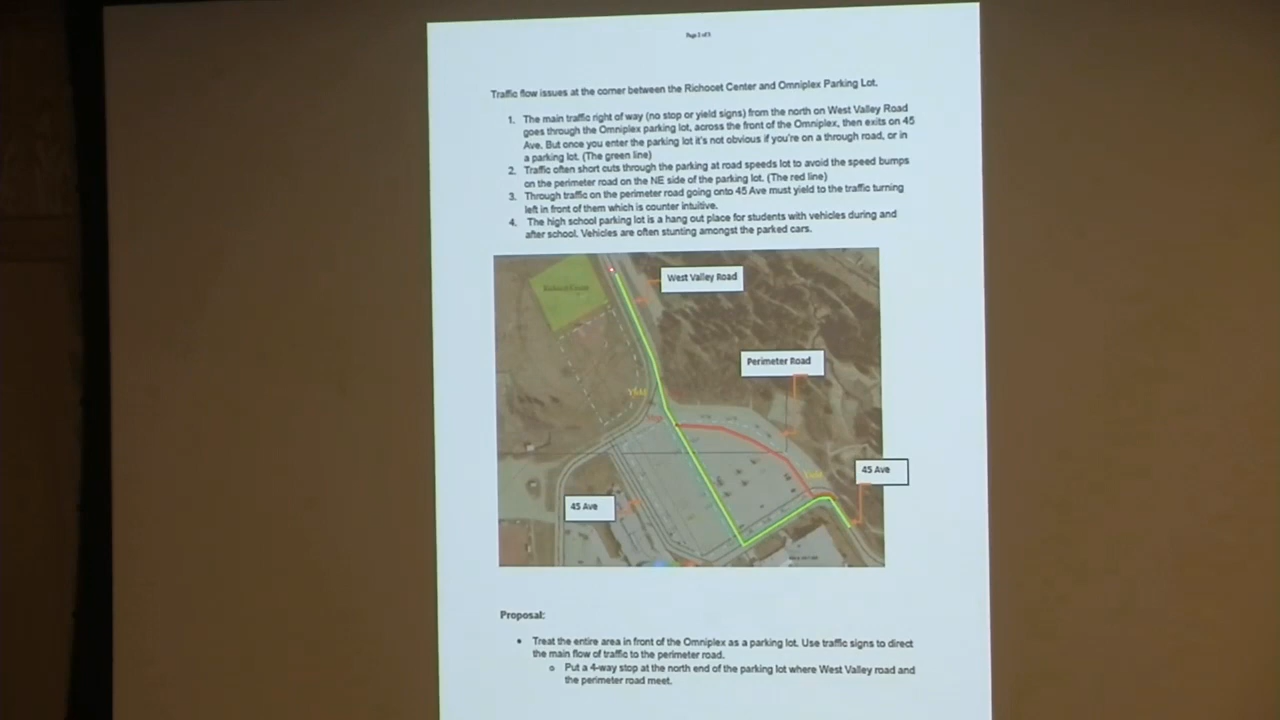 Page 2 of 3
Traffic flow issues at the corner between the Richocet Center and Omniplex Parking Lot.
1. The main traffic right of way (no stop or yield signs) from the north on West Valley Road
goes through the Omniplex parking lot, across the front of the Omniplex, then exits on 45
Ave. But once you enter the parking lot it's not obvious if you're on a through road, or in
a parking lot. (The green line)
2. Traffic often short cuts through the parking at road speeds lot to avoid the speed bumps
on the perimeter road on the NE side of the parking lot. (The red line)
3. Through traffic on the perimeter road going onto 45 Ave must yield to the traffic turning
left in front of them which is counter intuitive.
4. The high school parking lot is a hang out place for students with vehicles during and
after school. Vehicles are often stunting amongst the parked cars.
West Valley Road
Perimeter Road
Yield
45 Ave
Yield
45 Ave
Proposal:
• Treat the entire area in front of the Omniplex as a parking lot. Use traffic signs to direct
the main flow of traffic to the perimeter road.
o Put a 4-way stop at the north end of the parking lot where West Valley road and
the perimeter road meet.